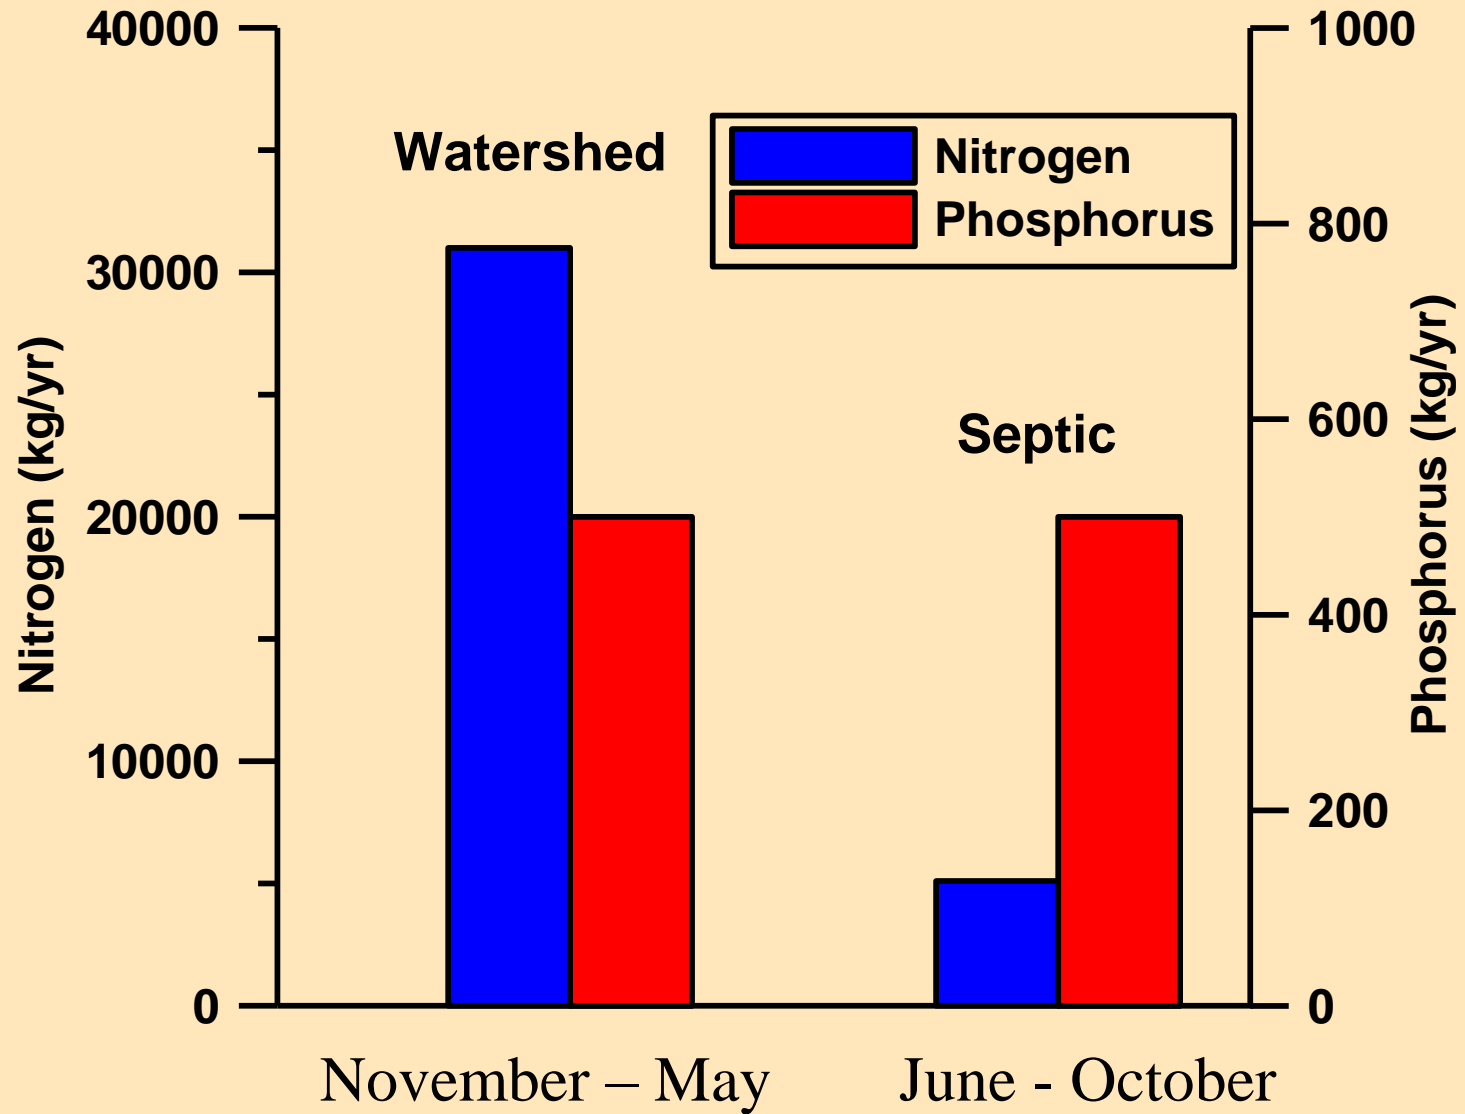 40000
1000
Watershed
Nitrogen
Phosphorus
800
30000
600
Septic
Nitrogen (kg/yr)
Phosphorus (kg/yr)
20000
400
10000
200
0
0
November – May
June - October